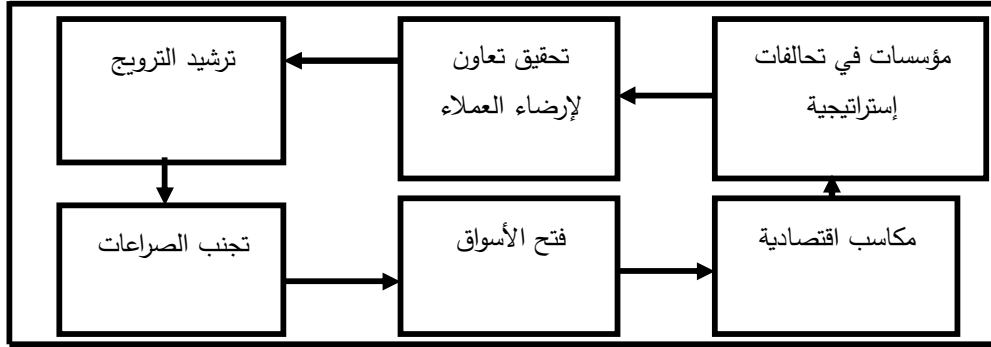 مؤسسات في تحالفات
إستراتيجية
تحقيق تعاون
لإرضاء العملاء
ترشيد الترويج
تجنب الصراعات
فتح الأسواق
مكاسب اقتصادية